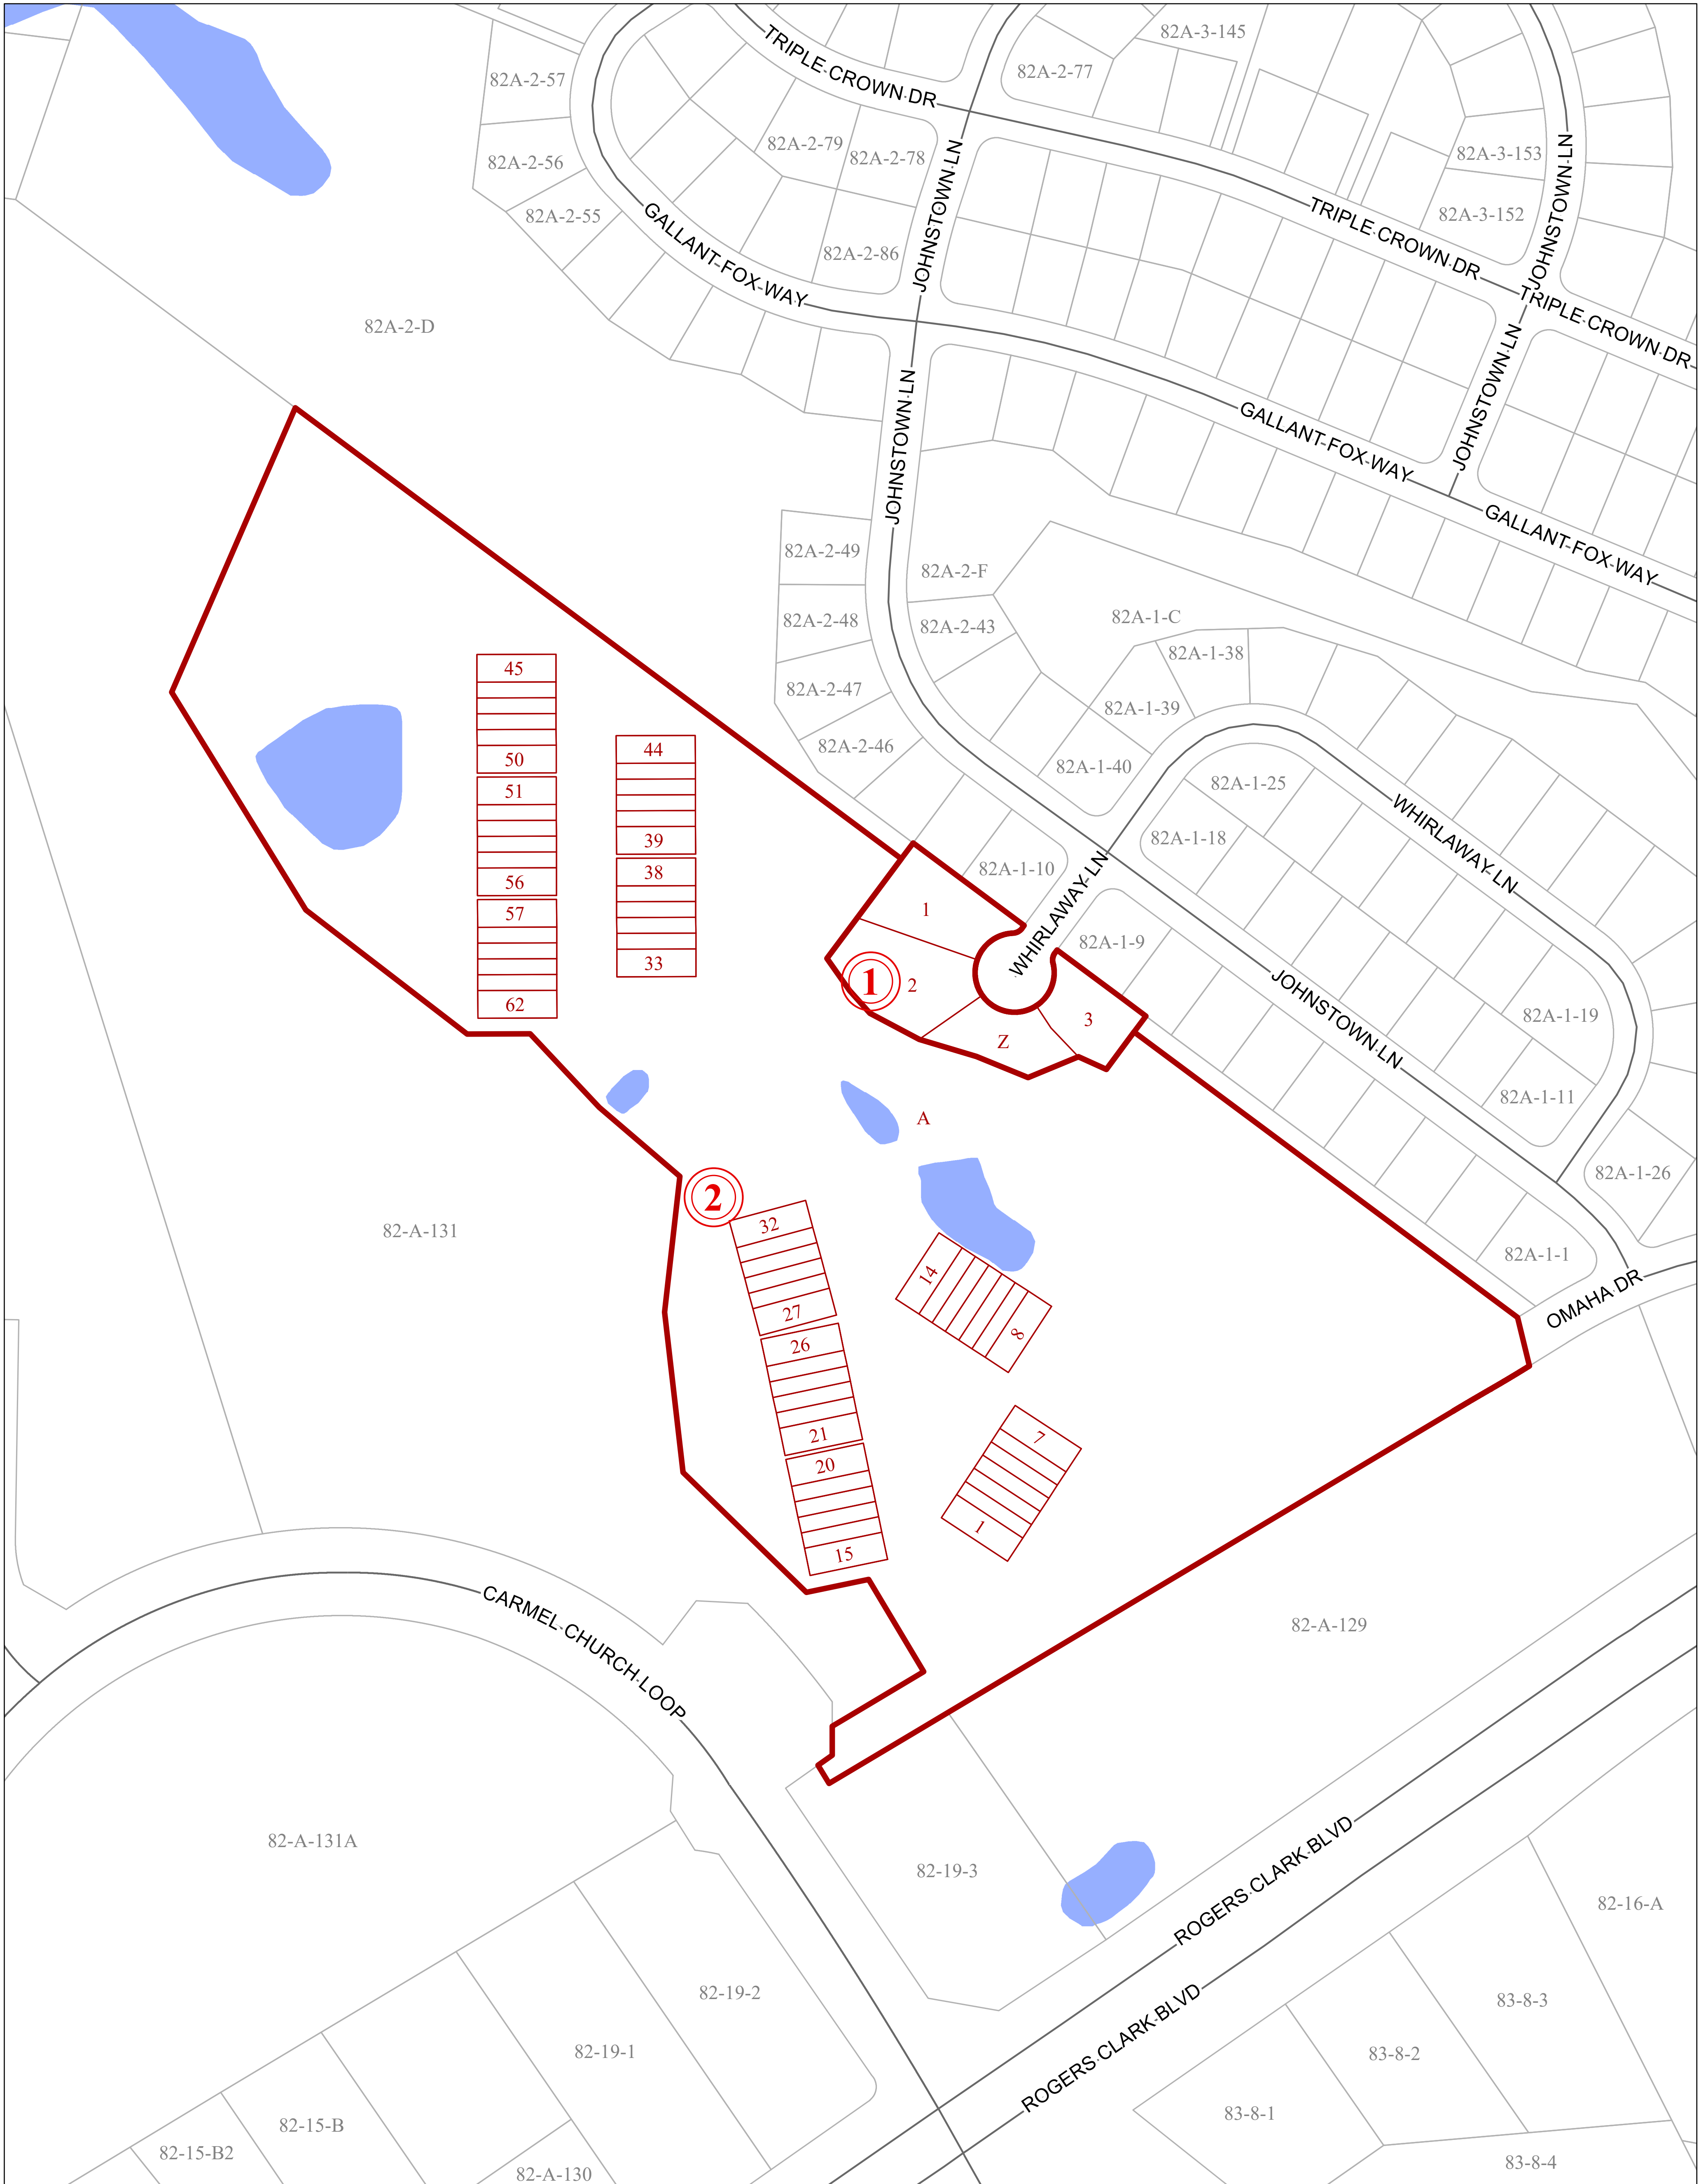 82A-3-145
TRIPLE CROWN DR
82A-2-77
82A-2-57
82A-2-79
82A-2-78
82A-3-153
JOHNSTOWN LN
JOHNSTOWN LN
82A-2-56
82A-2-55
TRIPLE CROWN DR
82A-3-152
GALLANT FOX WAY
82A-2-86
TRIPLE CROWN DR
82A-2-D
JOHNSTOWN LN
JOHNSTOWN LN
GALLANT FOX WAY
GALLANT FOX WAY
82A-2-49
82A-2-F
82A-2-48
82A-2-43
82A-1-C
82A-1-38
45
82A-2-47
82A-1-39
44
82A-2-46
50
82A-1-40
82A-1-25
51
WHIRLAWAY LN
39
82A-1-18
38
82A-1-10
56
WHIRLAWAY LN
57
1
82A-1-9
33
1
2
62
JOHNSTOWN LN
82A-1-19
3
Z
82A-1-11
A
82A-1-26
2
32
82-A-131
82A-1-1
14
OMAHA DR
27
8
26
21
7
20
1
15
CARMEL CHURCH LOOP
82-A-129
82-A-131A
82-19-3
ROGERS CLARK BLVD
82-16-A
82-19-2
83-8-3
ROGERS CLARK BLVD
82-19-1
83-8-2
82-15-B
83-8-1
82-15-B2
82-A-130
83-8-4